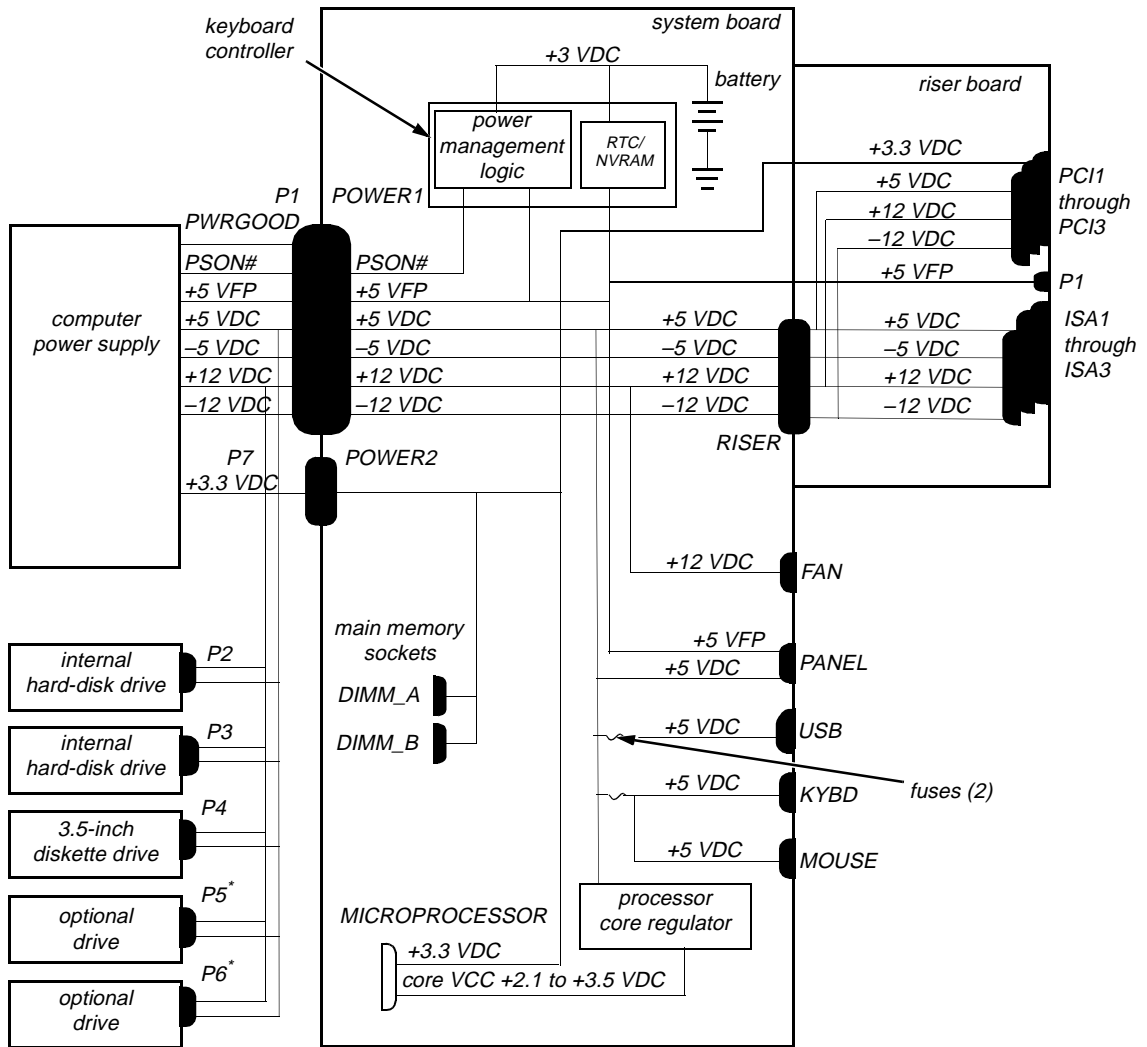 keyboard
controller
system board
+3 VDC
battery
riser board
power
management
logic
RTC/
NVRAM
+3.3 VDC
+5 VDC
+12 VDC
–12 VDC
+5 VFP
PCI1
through
PCI3
P1
P1
PWRGOOD
POWER1
computer
power supply
PSON#
+5 VFP
+5 VDC
–5 VDC
+12 VDC
–12 VDC
PSON#
+5 VFP
+5 VDC
–5 VDC
+12 VDC
–12 VDC
+5 VDC
–5 VDC
+12 VDC
–12 VDC
RISER
+5 VDC
–5 VDC
+12 VDC
–12 VDC
ISA1
through
ISA3
P7
+3.3 VDC
POWER2
+12 VDC
FAN
main memory
sockets
DIMM_A
DIMM_B
+5 VFP
+5 VDC
PANEL
+5 VDC
USB
fuses (2)
+5 VDC
KYBD
+5 VDC
MOUSE
internal
hard-disk drive
P2
internal
hard-disk drive
P3
3.5-inch
diskette drive
P4
optional
drive
P5*
optional
drive
P6*
processor
core regulator
MICROPROCESSOR
+3.3 VDC
core VCC +2.1 to +3.5 VDC